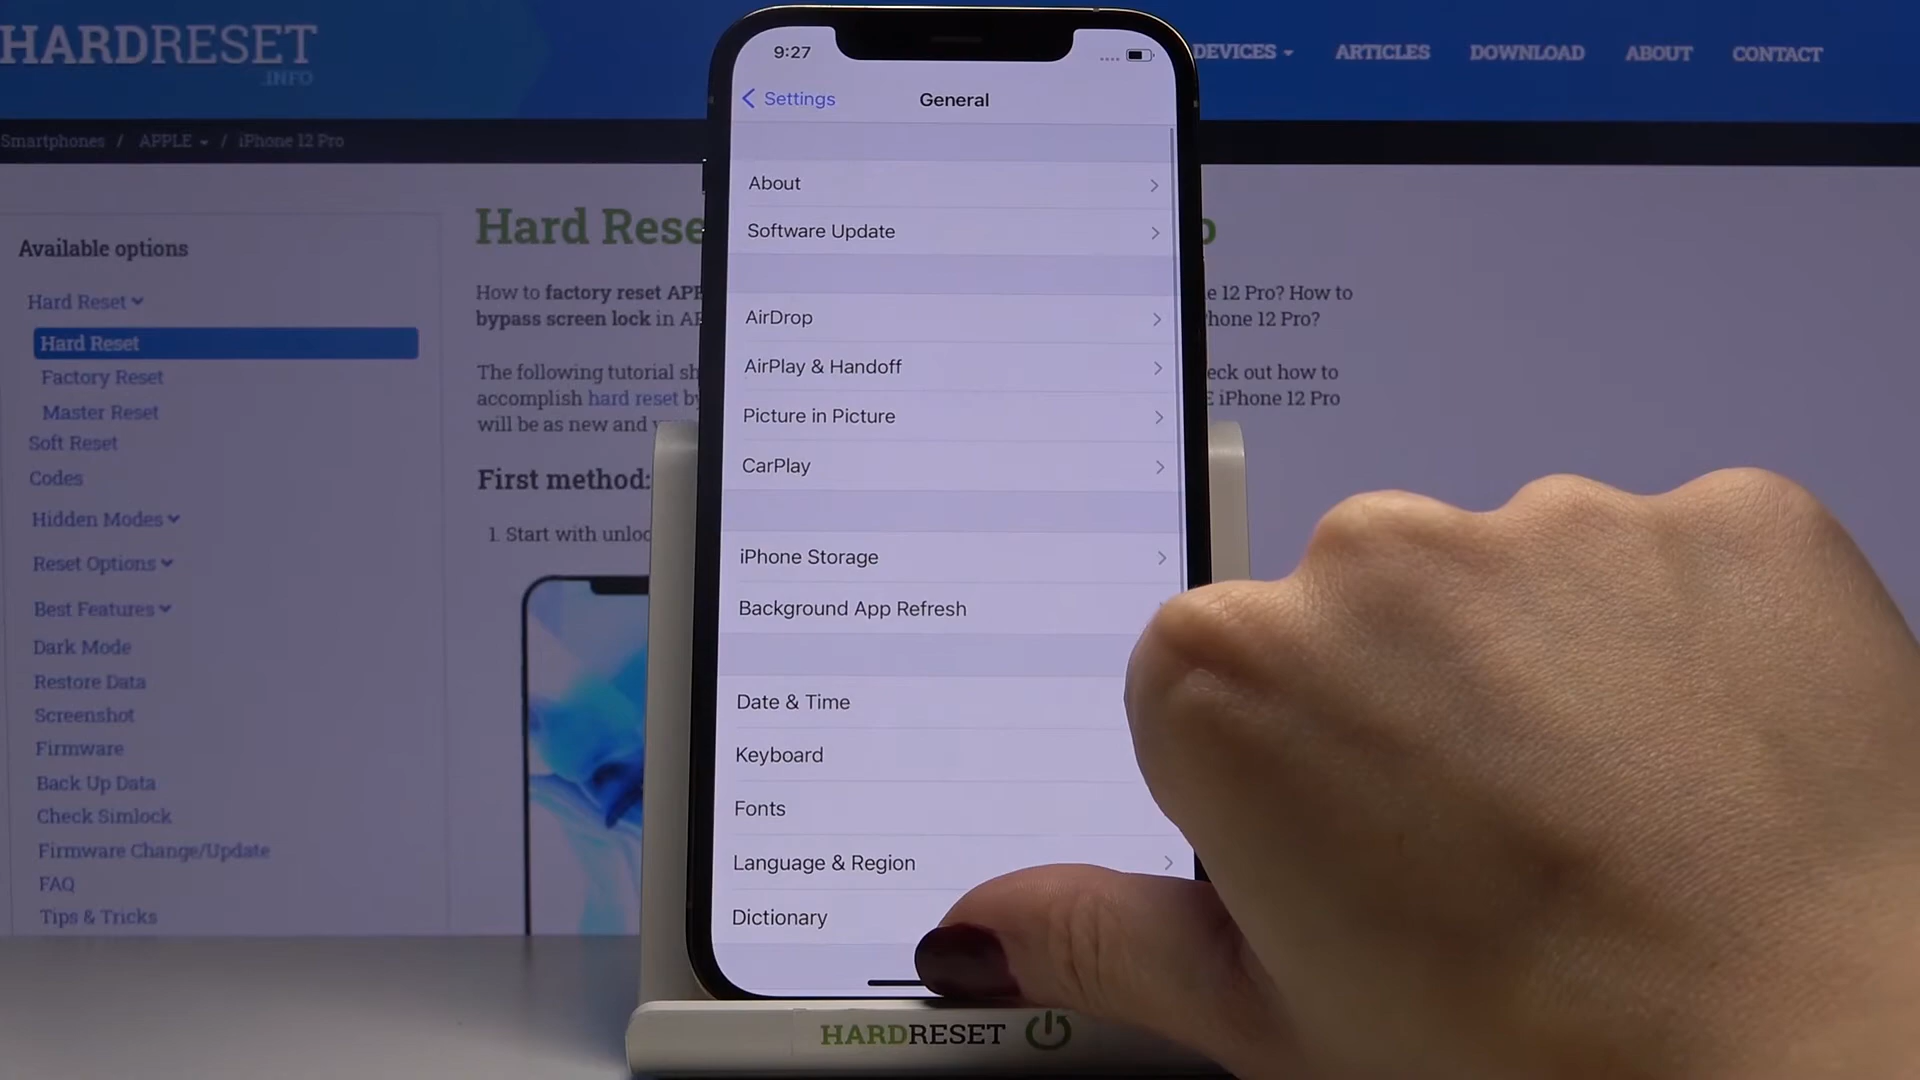 HARDRESET
.INFO
DEVICES
ARTICLES
DOWNLOAD
ABOUT
CONTACT
Smartphones / APPLE / iPhone 12 Pro
Available options
Hard Reset
Hard Reset
Factory Reset
Master Reset
Soft Reset
Codes
Hidden Modes
Reset Options
Best Features
Dark Mode
Restore Data
Screenshot
Firmware
Back Up Data
Check Simlock
Firmware Change/Update
FAQ
Tips & Tricks
Hard Rese
How to factory reset AP
e 12 Pro? How to
bypass screen lock in A
hone 12 Pro?
The following tutorial sh
eck out how to
accomplish hard reset by
E iPhone 12 Pro
will be as new and
First method:
1. Start with unloc
9:27
Settings
General
About
Software Update
AirDrop
AirPlay & Handoff
Picture in Picture
CarPlay
iPhone Storage
Background App Refresh
Date & Time
Keyboard
Fonts
Language & Region
Dictionary
HARDRESET